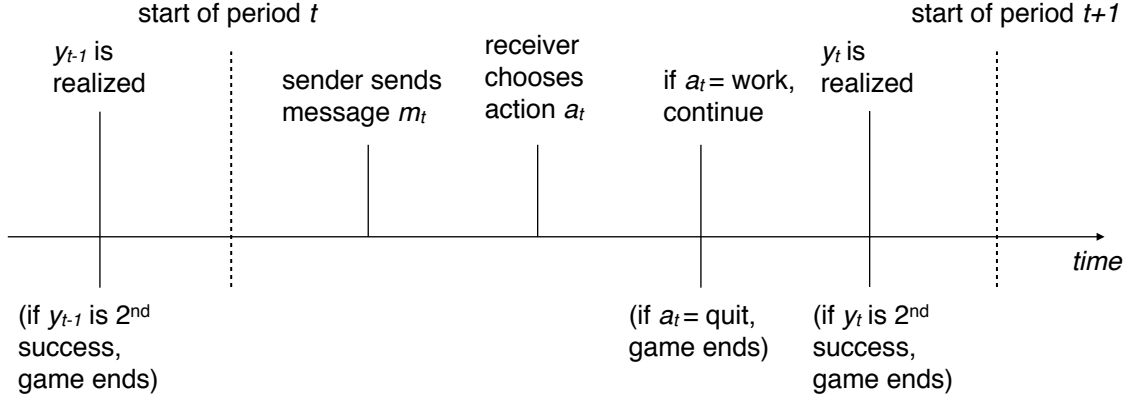 start of period t
start of period t+1
yt-1 is
realized
sender sends
message mt
receiver
chooses
action at
if at = work,
continue
yt is
realized
time
(if yt-1 is 2nd
success,
game ends)
(if at = quit,
game ends)
(if yt is 2nd
success,
game ends)